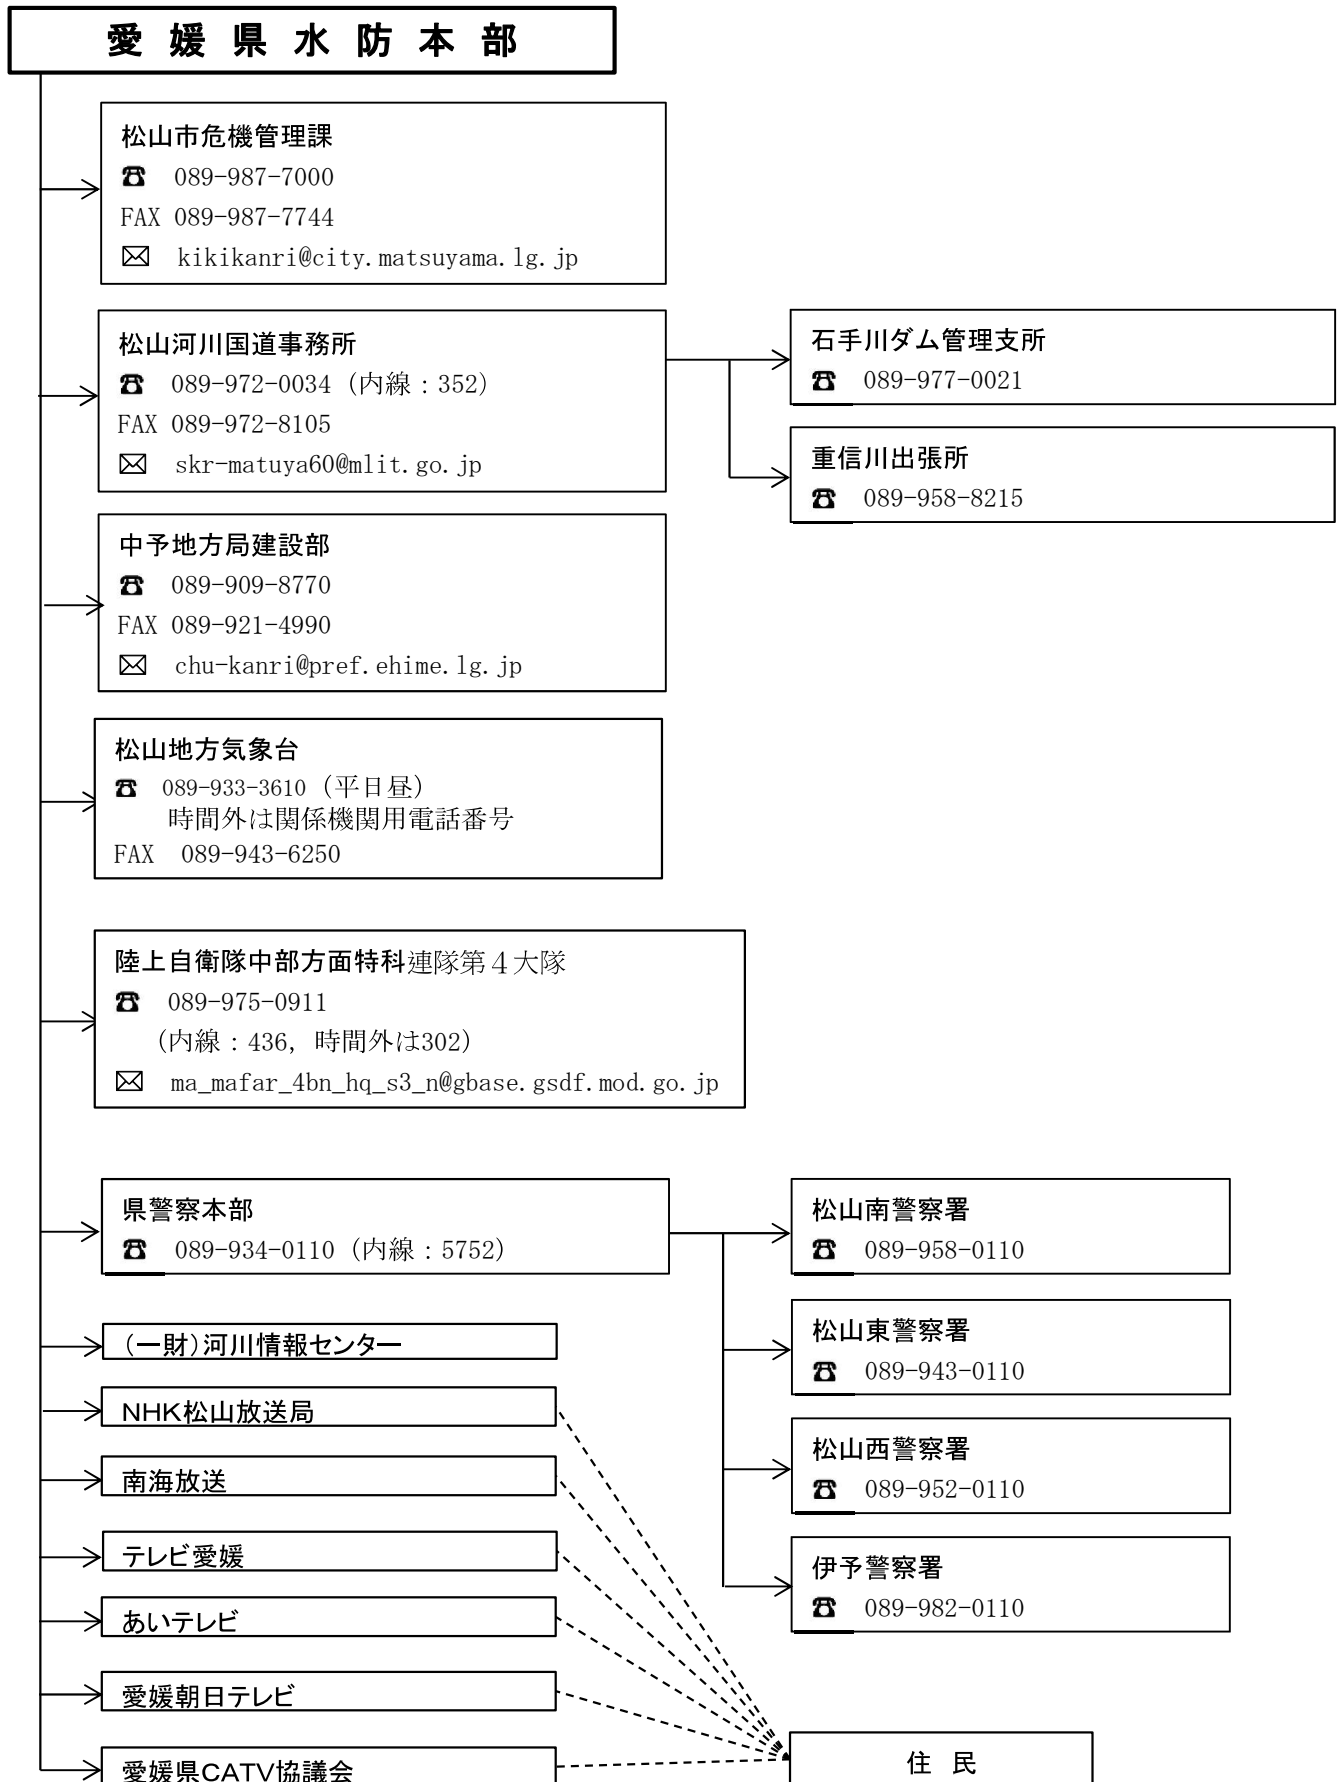 愛媛県水防本部
松山市危機管理課
☎ 089-987-7000
FAX 089-987-7744
✉ kikikanri@city.matsuyama.lg.jp
松山河川国道事務所
☎ 089-972-0034（内線：352）
FAX 089-972-8105
✉ skr-matuya60@mlit.go.jp
石手川ダム管理支所
☎ 089-977-0021
重信川出張所
☎ 089-958-8215
中予地方局建設部
☎ 089-909-8770
FAX 089-921-4990
✉ chu-kanri@pref.ehime.lg.jp
松山地方気象台
☎ 089-933-3610（平日昼）
時間外は関係機関用電話番号
FAX 089-943-6250
陸上自衛隊中部方面特科連隊第４大隊
☎ 089-975-0911
（内線：436，時間外は302）
✉ ma_mafar_4bn_hq_s3_n@gbase.gsdf.mod.go.jp
県警察本部
☎ 089-934-0110（内線：5752）
松山南警察署
☎ 089-958-0110
松山東警察署
☎ 089-943-0110
松山西警察署
☎ 089-952-0110
伊予警察署
☎ 089-982-0110
（一財）河川情報センター
NHK松山放送局
南海放送
テレビ愛媛
あいテレビ
愛媛朝日テレビ
愛媛県CATV協議会
住民